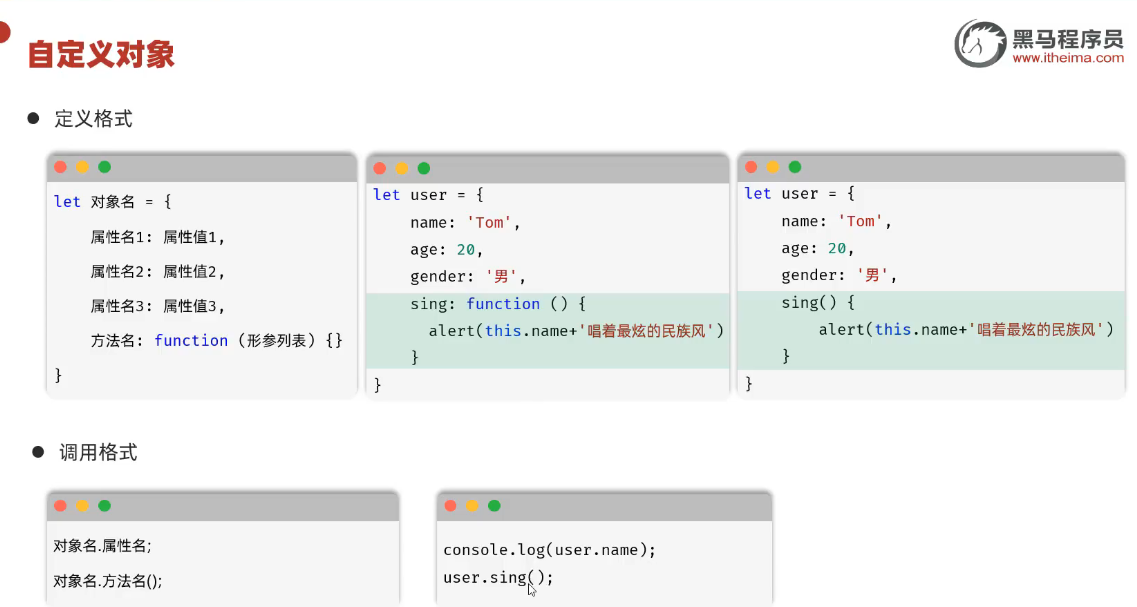 自定义对象
黑马程序员
www.itheima.com
● 定义格式
let 对象名 = {
属性名1: 属性值1,
属性名2: 属性值2,
属性名3: 属性值3,
方法名: function (形参列表) {}
}
let user = {
name: 'Tom',
age: 20,
gender: '男',
sing: function () {
alert(this.name+'唱着最炫的民族风')
}
}
let user = {
name: 'Tom',
age: 20,
gender: '男',
sing() {
alert(this.name+'唱着最炫的民族风')
}
}
● 调用格式
对象名.属性名;
对象名.方法名();
console.log(user.name);
user.sing();